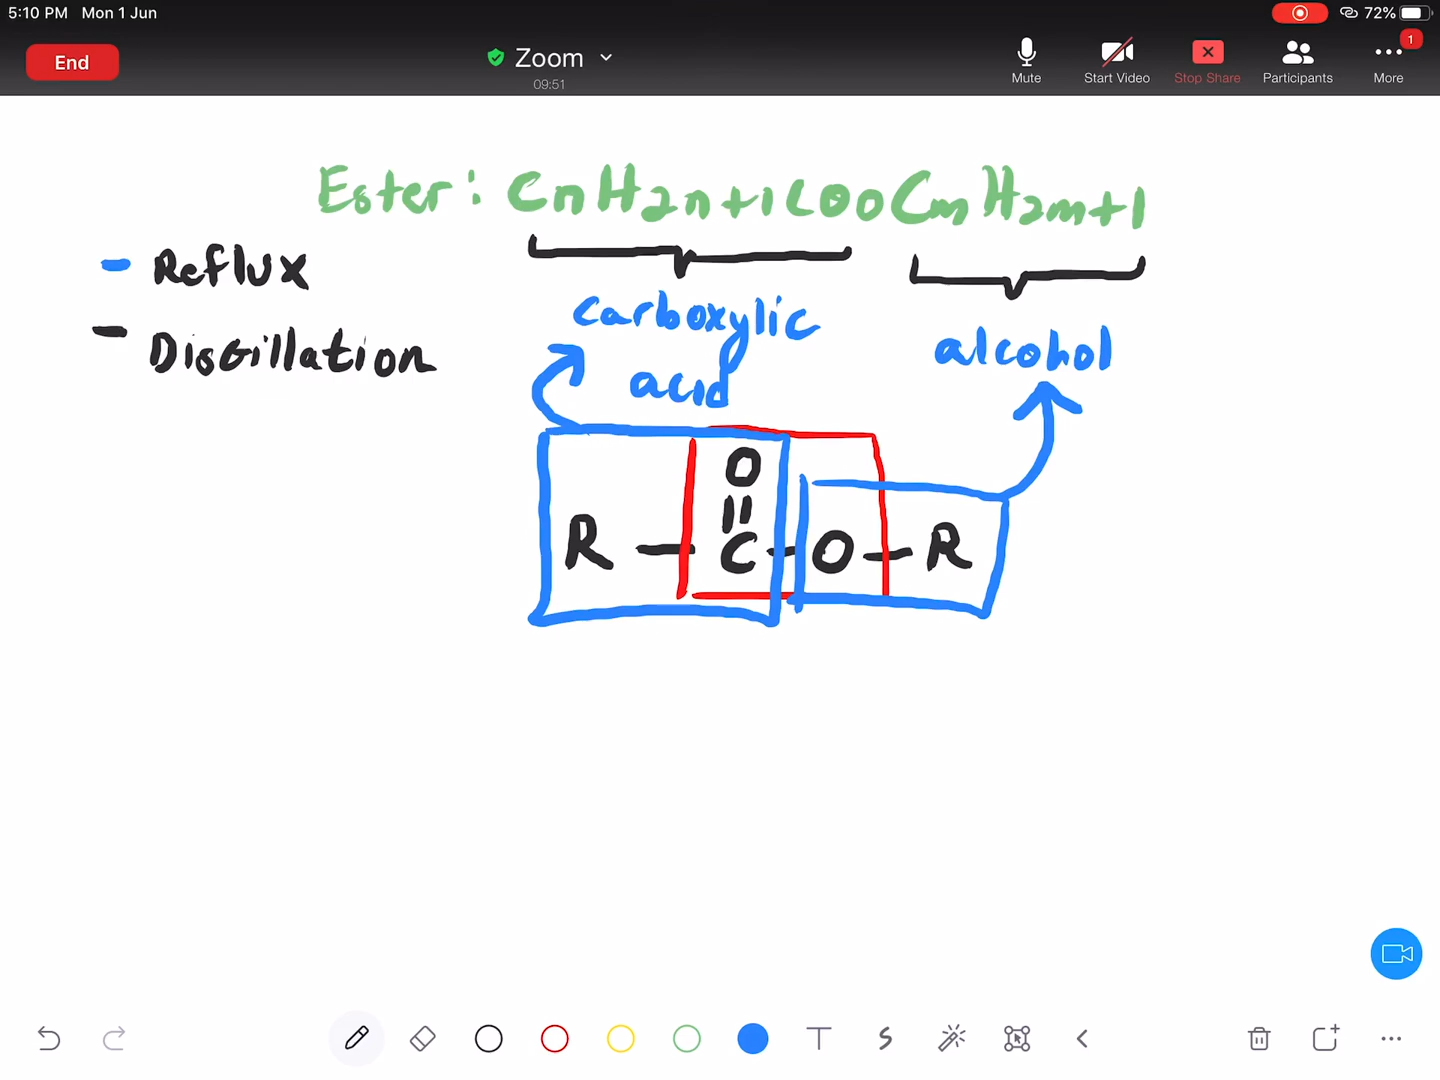 5:10 PM Mon 1 Jun
72%
End
Zoom
09:51
Mute
Start Video
Stop Share
Participants
More
1
Ester: CnH2n+1COOCmH2m+1
- Reflux
- Distillation
carboxylic
acid
alcohol
O
R - C - O - R
T